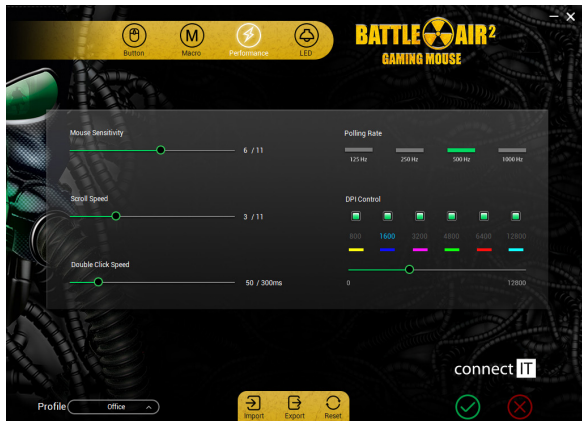 Button
Macro
Performance
LED
BATTLE AIR²
GAMING MOUSE
Mouse Sensitivity
6 / 11
Scroll Speed
3 / 11
Double Click Speed
50 / 300ms
Polling Rate
125 Hz
250 Hz
500 Hz
1000 Hz
DPI Control
800
1600
3200
4800
6400
12800
0
12800
connect IT
Profile
Office
Import
Export
Reset